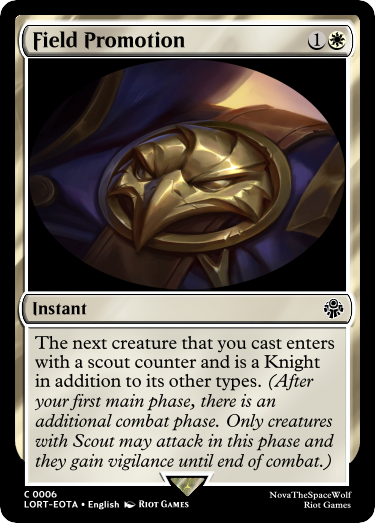 Field Promotion 1
Instant
The next creature that you cast enters
with a scout counter and is a Knight
in addition to its other types. (After
your first main phase, there is an
additional combat phase. Only creatures
with Scout may attack in this phase and
they gain vigilance until end of combat.)
C 0006
LORT-EOTA • English Riot Games
NovaTheSpaceWolf
Riot Games